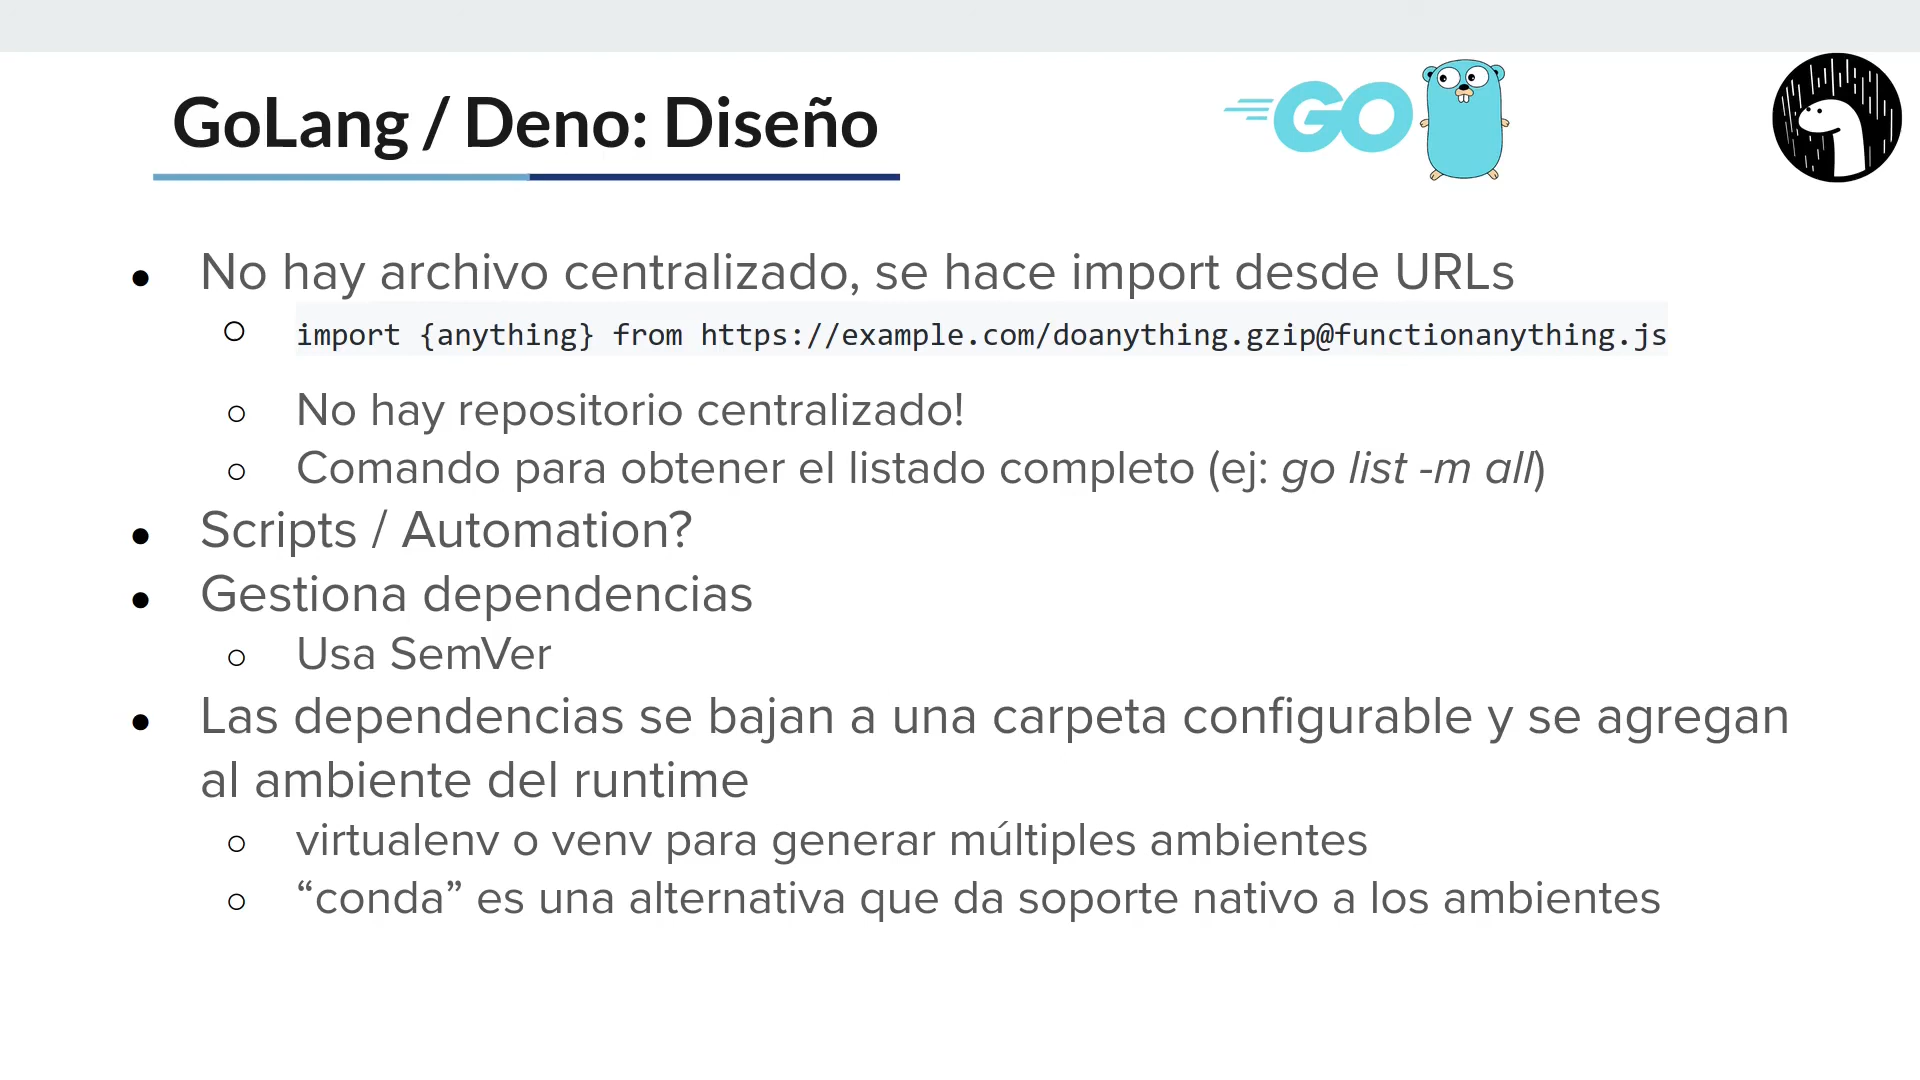 GoLang / Deno: Diseño
GO
No hay archivo centralizado, se hace import desde URLs
import {anything} from https://example.com/doanything.gzip@functionanything.js
No hay repositorio centralizado!
Comando para obtener el listado completo (ej: go list -m all)
Scripts / Automation?
Gestiona dependencias
Usa SemVer
Las dependencias se bajan a una carpeta configurable y se agregan
al ambiente del runtime
virtualenv o venv para generar múltiples ambientes
“conda” es una alternativa que da soporte nativo a los ambientes